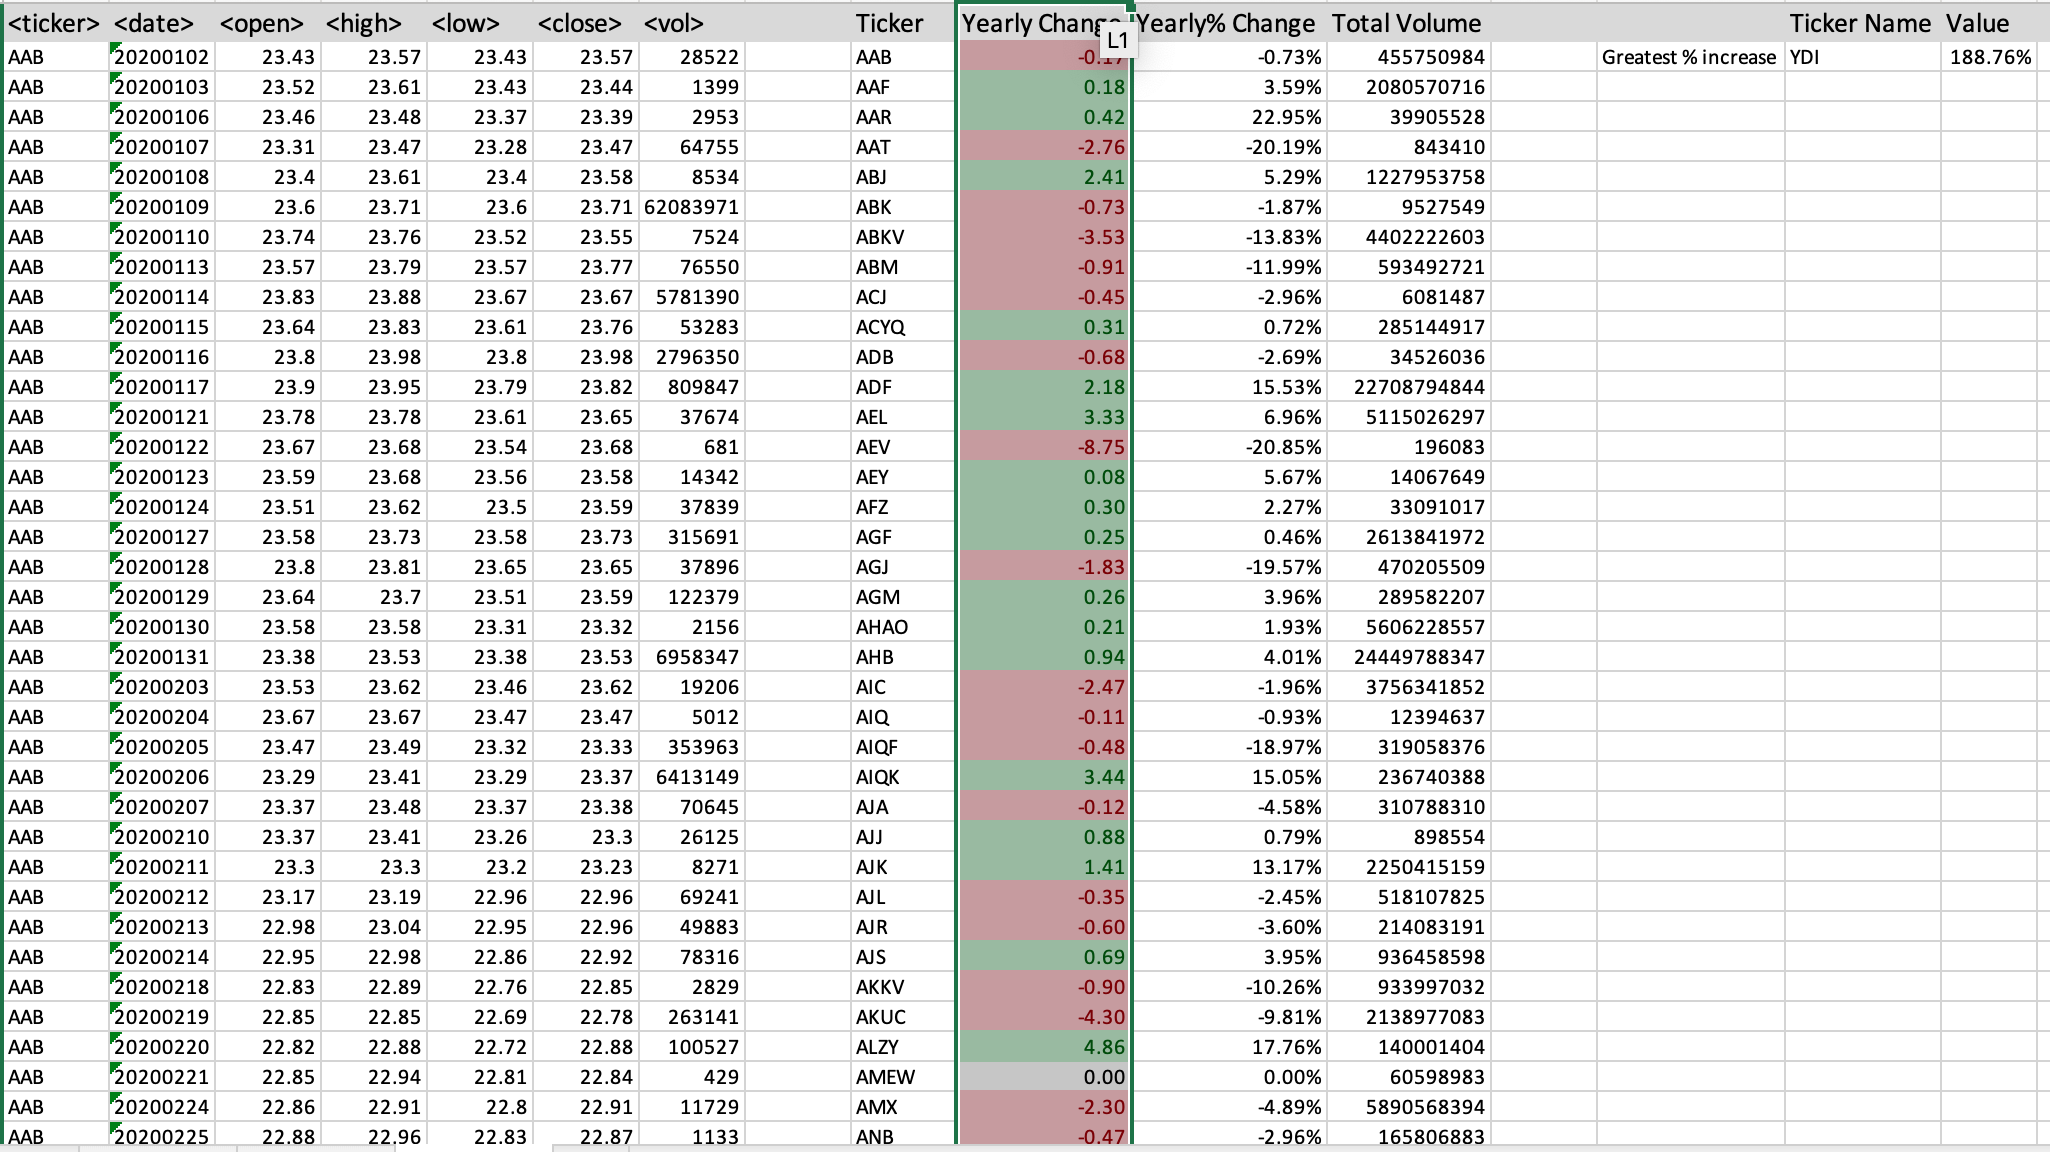 <ticker> <date> <open> <high> <low> <close> <vol> Ticker Yearly Change Yearly% Change Total Volume Ticker Name Value
L1
AAB 20200102 23.43 23.57 23.43 23.57 28522 AAB -0.17 -0.73% 455750984 Greatest % increase YDI 188.76%
AAB 20200103 23.52 23.61 23.43 23.44 1399 AAF 0.18 3.59% 2080570716
AAB 20200106 23.46 23.48 23.37 23.39 2953 AAR 0.42 22.95% 39905528
AAB 20200107 23.31 23.47 23.28 23.47 64755 AAT -2.76 -20.19% 843410
AAB 20200108 23.4 23.61 23.4 23.58 8534 ABJ 2.41 5.29% 1227953758
AAB 20200109 23.6 23.71 23.6 23.71 62083971 ABK -0.73 -1.87% 9527549
AAB 20200110 23.74 23.76 23.52 23.55 7524 ABKV -3.53 -13.83% 4402222603
AAB 20200113 23.57 23.79 23.57 23.77 76550 ABM -0.91 -11.99% 593492721
AAB 20200114 23.83 23.88 23.67 23.67 5781390 ACJ -0.45 -2.96% 6081487
AAB 20200115 23.64 23.83 23.61 23.76 53283 ACYQ 0.31 0.72% 285144917
AAB 20200116 23.8 23.98 23.8 23.98 2796350 ADB -0.68 -2.69% 34526036
AAB 20200117 23.9 23.95 23.79 23.82 809847 ADF 2.18 15.53% 22708794844
AAB 20200121 23.78 23.78 23.61 23.65 37674 AEL 3.33 6.96% 5115026297
AAB 20200122 23.67 23.68 23.54 23.68 681 AEV -8.75 -20.85% 196083
AAB 20200123 23.59 23.68 23.56 23.58 14342 AEY 0.08 5.67% 14067649
AAB 20200124 23.51 23.62 23.5 23.59 37839 AFZ 0.30 2.27% 33091017
AAB 20200127 23.58 23.73 23.58 23.73 315691 AGF 0.25 0.46% 2613841972
AAB 20200128 23.8 23.81 23.65 23.65 37896 AGJ -1.83 -19.57% 470205509
AAB 20200129 23.64 23.7 23.51 23.59 122379 AGM 0.26 3.96% 289582207
AAB 20200130 23.58 23.58 23.31 23.32 2156 AHAO 0.21 1.93% 5606228557
AAB 20200131 23.38 23.53 23.38 23.53 6958347 AHB 0.94 4.01% 24449788347
AAB 20200203 23.53 23.62 23.46 23.62 19206 AIC -2.47 -1.96% 3756341852
AAB 20200204 23.67 23.67 23.47 23.47 5012 AIQ -0.11 -0.93% 12394637
AAB 20200205 23.47 23.49 23.32 23.33 353963 AIQF -0.48 -18.97% 319058376
AAB 20200206 23.29 23.41 23.29 23.37 6413149 AIQK 3.44 15.05% 236740388
AAB 20200207 23.37 23.48 23.37 23.38 70645 AJA -0.12 -4.58% 310788310
AAB 20200210 23.37 23.41 23.26 23.3 26125 AJJ 0.88 0.79% 898554
AAB 20200211 23.3 23.3 23.2 23.23 8271 AJK 1.41 13.17% 2250415159
AAB 20200212 23.17 23.19 22.96 22.96 69241 AJL -0.35 -2.45% 518107825
AAB 20200213 22.98 23.04 22.95 22.96 49883 AJR -0.60 -3.60% 214083191
AAB 20200214 22.95 22.98 22.86 22.92 78316 AJS 0.69 3.95% 936458598
AAB 20200218 22.83 22.89 22.76 22.85 2829 AKKV -0.90 -10.26% 933997032
AAB 20200219 22.85 22.85 22.69 22.78 263141 AKUC -4.30 -9.81% 2138977083
AAB 20200220 22.82 22.88 22.72 22.88 100527 ALZY 4.86 17.76% 140001404
AAB 20200221 22.85 22.94 22.81 22.84 429 AMEW 0.00 0.00% 60598983
AAB 20200224 22.86 22.91 22.8 22.91 11729 AMX -2.30 -4.89% 5890568394
AAB 20200225 22.88 22.96 22.83 22.87 1133 ANB -0.47 -2.96% 165806883